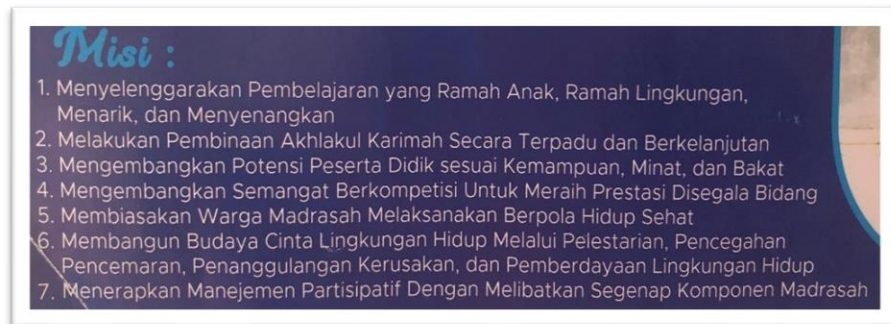 Misi :
1. Menyelenggarakan Pembelajaran yang Ramah Anak, Ramah Lingkungan,
Menarik, dan Menyenangkan
2. Melakukan Pembinaan Akhlakul Karimah Secara Terpadu dan Berkelanjutan
3. Mengembangkan Potensi Peserta Didik sesuai Kemampuan, Minat, dan Bakat
4. Mengembangkan Semangat Berkompetisi Untuk Meraih Prestasi Disegala Bidang
5. Membiasakan Warga Madrasah Melaksanakan Berpola Hidup Sehat
6. Membangun Budaya Cinta Lingkungan Hidup Melalui Pelestarian, Pencegahan
Pencemaran, Penanggulangan Kerusakan, dan Pemberdayaan Lingkungan Hidup
7. Menerapkan Manejemen Partisipatif Dengan Melibatkan Segenap Komponen Madrasah